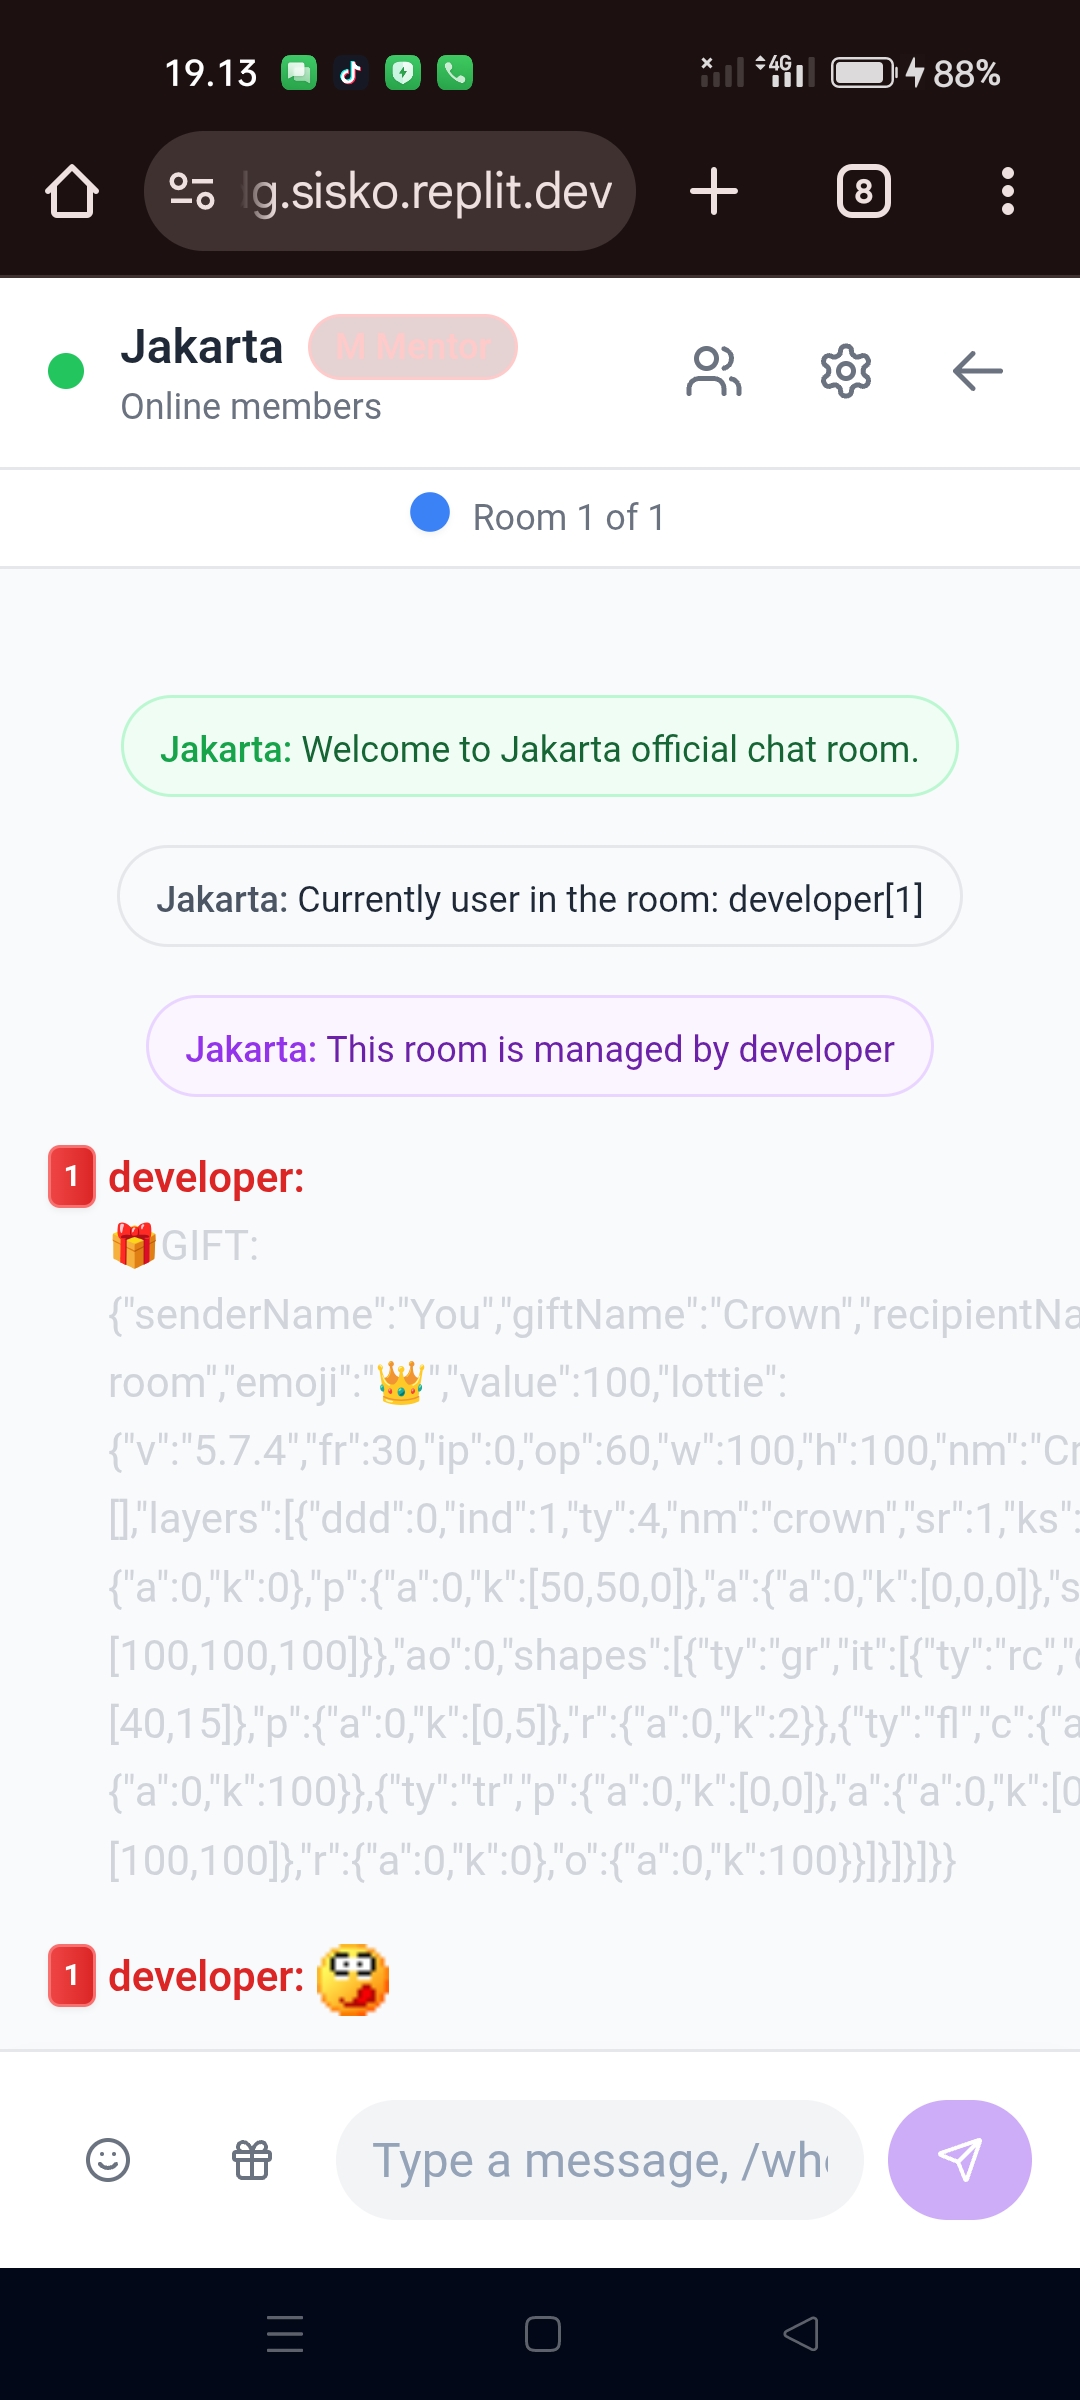 19.13
4G
88%
lg.sisko.replit.dev
8
Jakarta M Mentor
Online members
Room 1 of 1
Jakarta: Welcome to Jakarta official chat room.
Jakarta: Currently user in the room: developer[1]
Jakarta: This room is managed by developer
1 developer:
🎁GIFT:
{"senderName":"You","giftName":"Crown","recipientNa
room","emoji":"👑","value":100,"lottie":
{"v":"5.7.4","fr":30,"ip":0,"op":60,"w":100,"h":100,"nm":"Cr
[],"layers":[{"ddd":0,"ind":1,"ty":4,"nm":"crown","sr":1,"ks":
{"a":0,"k":0},"p":{"a":0,"k":[50,50,0]},"a":{"a":0,"k":[0,0,0]},"s
[100,100,100]}},"ao":0,"shapes":[{"ty":"gr","it":[{"ty":"rc","
[40,15]},"p":{"a":0,"k":[0,5]},"r":{"a":0,"k":2}},{"ty":"fl","c":{"a
{"a":0,"k":100}},{"ty":"tr","p":{"a":0,"k":[0,0]},"a":{"a":0,"k":[0
[100,100]},"r":{"a":0,"k":0},"o":{"a":0,"k":100}}]}]}]}}
1 developer:
Type a message, /wh